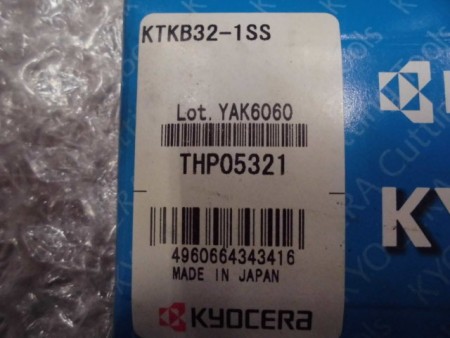 KTKB32-1SS
Lot. YAK6060
THP05321
4960664343416
MADE IN JAPAN
KYOCERA
KY